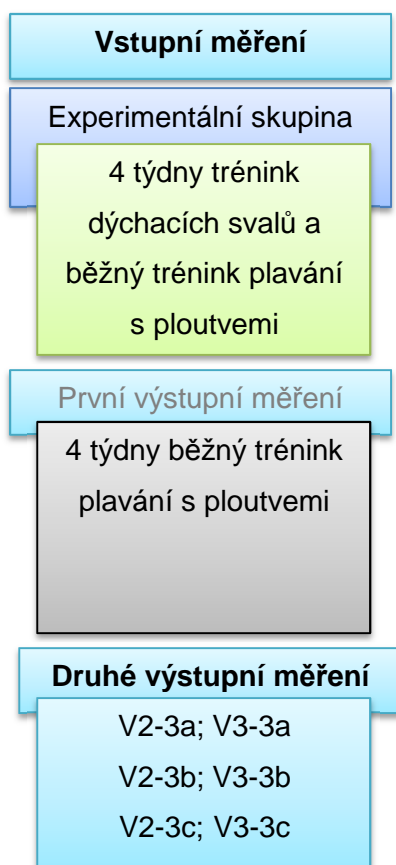 Vstupní měření
Experimentální skupina
4 týdny trénink
dýchacích svalů a
běžný trénink plavání
s ploutvemi
První výstupní měření
4 týdny běžný trénink
plavání s ploutvemi
Druhé výstupní měření
V2-3a; V3-3a
V2-3b; V3-3b
V2-3c; V3-3c